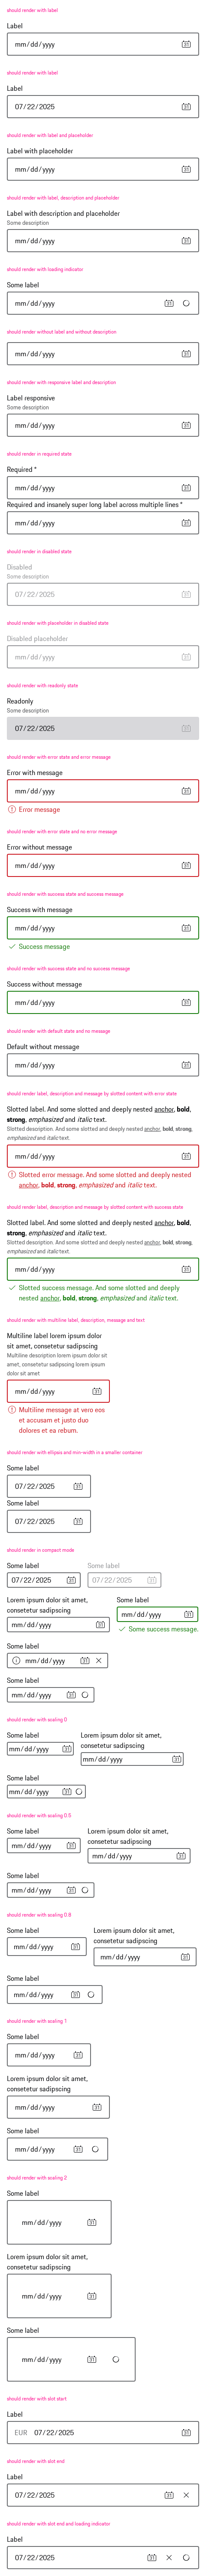 should render with label
Label
mm/dd/yyyy
should render with label
Label
07/22/2025
should render with label and placeholder
Label with placeholder
mm/dd/yyyy
should render with label, description and placeholder
Label with description and placeholder
Some description
mm/dd/yyyy
should render with loading indicator
Some label
mm/dd/yyyy
should render without label and without description
mm/dd/yyyy
should render with responsive label and description
Label responsive
Some description
mm/dd/yyyy
should render in required state
Required *
mm/dd/yyyy
Required and insanely super long label across multiple lines *
mm/dd/yyyy
should render in disabled state
Disabled
Some description
07/22/2025
should render with placeholder in disabled state
Disabled placeholder
mm/dd/yyyy
should render with readonly state
Readonly
Some description
07/22/2025
should render with error state and error message
Error with message
mm/dd/yyyy
Error message
should render with error state and no error message
Error without message
mm/dd/yyyy
should render with success state and success message
Success with message
mm/dd/yyyy
Success message
should render with success state and no success message
Success without message
mm/dd/yyyy
should render with default state and no message
Default without message
mm/dd/yyyy
should render label, description and message by slotted content with error state
Slotted label. And some slotted and deeply nested anchor, bold,
strong, emphasized and italic text.
Slotted description. And some slotted and deeply nested anchor, bold, strong,
emphasized and italic text.
mm/dd/yyyy
Slotted error message. And some slotted and deeply nested
anchor, bold, strong, emphasized and italic text.
should render label, description and message by slotted content with success state
Slotted label. And some slotted and deeply nested anchor, bold,
strong, emphasized and italic text.
Slotted description. And some slotted and deeply nested anchor, bold, strong,
emphasized and italic text.
mm/dd/yyyy
Slotted success message. And some slotted and deeply
nested anchor, bold, strong, emphasized and italic text.
should render with multiline label, description, message and text
Multiline label lorem ipsum dolor
sit amet, consetetur sadipscing
Multiline description lorem ipsum dolor sit
amet, consetetur sadipscing lorem ipsum
dolor sit amet
mm/dd/yyyy
Multiline message at vero eos
et accusam et justo duo
dolores et ea rebum.
should render with ellipsis and min-width in a smaller container
Some label
07/22/2025
Some label
07/22/2025
should render in compact mode
Some label Some label
07/22/2025 07/22/2025
Lorem ipsum dolor sit amet, Some label
consetetur sadipscing mm/dd/yyyy
mm/dd/yyyy Some success message.
Some label
mm/dd/yyyy
Some label
mm/dd/yyyy
should render with scaling 0
Some label Lorem ipsum dolor sit amet,
mm/dd/yyyy consetetur sadipscing
mm/dd/yyyy
Some label
mm/dd/yyyy
should render with scaling 0.5
Some label Lorem ipsum dolor sit amet,
mm/dd/yyyy consetetur sadipscing
mm/dd/yyyy
Some label
mm/dd/yyyy
should render with scaling 0.8
Some label Lorem ipsum dolor sit amet,
mm/dd/yyyy consetetur sadipscing
mm/dd/yyyy
Some label
mm/dd/yyyy
should render with scaling 1
Some label
mm/dd/yyyy
Lorem ipsum dolor sit amet,
consetetur sadipscing
mm/dd/yyyy
Some label
mm/dd/yyyy
should render with scaling 2
Some label
mm/dd/yyyy
Lorem ipsum dolor sit amet,
consetetur sadipscing
mm/dd/yyyy
Some label
mm/dd/yyyy
should render with slot start
Label
EUR 07/22/2025
should render with slot end
Label
07/22/2025
should render with slot end and loading indicator
Label
07/22/2025